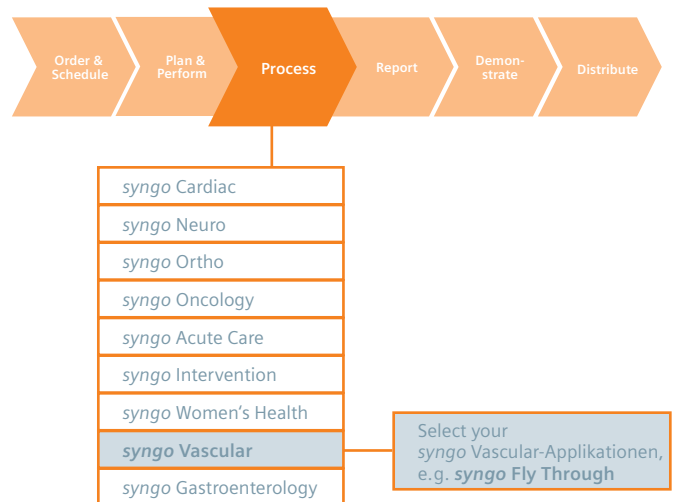 Order &
Schedule
Plan &
Perform
Process
Report
Demon-
strate
Distribute
syngo Cardiac
syngo Neuro
syngo Ortho
syngo Oncology
syngo Acute Care
syngo Intervention
syngo Women's Health
syngo Vascular
syngo Gastroenterology
Select your
syngo Vascular-Applikationen,
e.g. syngo Fly Through